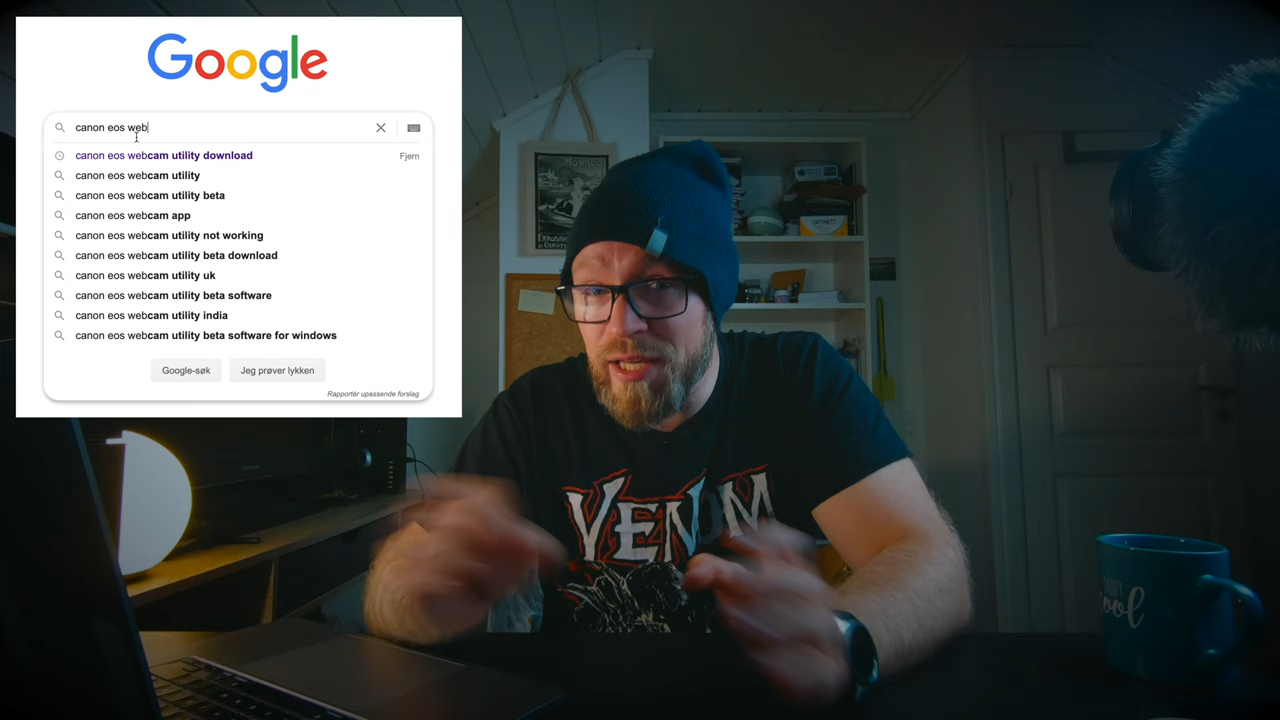 Google
canon eos web
canon eos webcam utility download
Fjern
canon eos webcam utility
canon eos webcam utility beta
canon eos webcam app
canon eos webcam utility not working
canon eos webcam utility beta download
canon eos webcam utility uk
canon eos webcam utility beta software
canon eos webcam utility india
canon eos webcam utility beta software for windows
Google-søk
Jeg prøver lykken
Rapportér upassende forslag
MONACO
VENOM